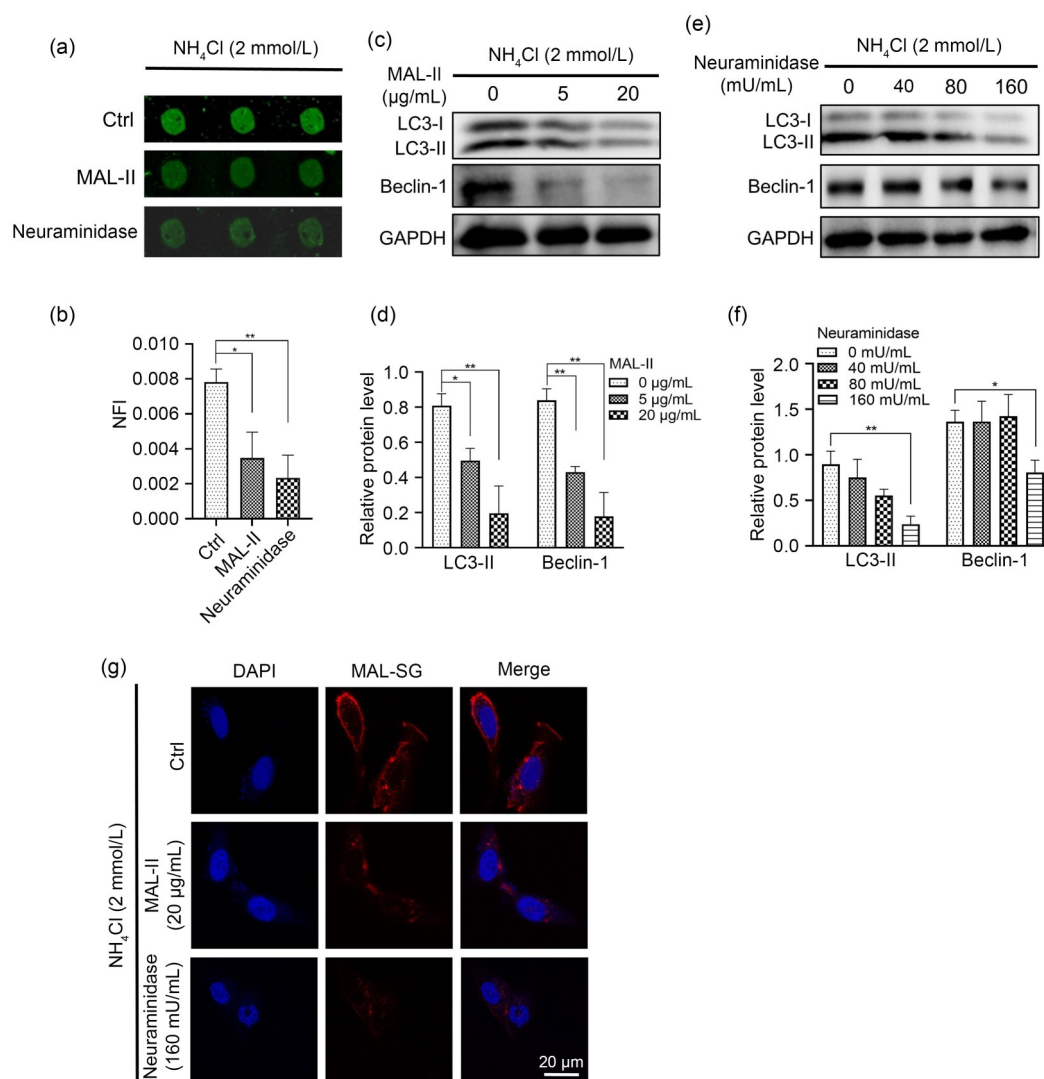 (a)
NH4Cl (2 mmol/L)
Ctrl
MAL-II
Neuraminidase
(b)
NFI
0.010
0.008
0.006
0.004
0.002
0.000
**
*
Ctrl
MAL-II
Neuraminidase
(c)
NH4Cl (2 mmol/L)
MAL-II
(μg/mL)
0 5 20
LC3-I
LC3-II
Beclin-1
GAPDH
(d)
Relative protein level
1.0
0.8
0.6
0.4
0.2
0.0
** ** * **
MAL-II
0 μg/mL
5 μg/mL
20 μg/mL
LC3-II Beclin-1
(e)
NH4Cl (2 mmol/L)
Neuraminidase
(mU/mL)
0 40 80 160
LC3-I
LC3-II
Beclin-1
GAPDH
(f)
Neuraminidase
0 mU/mL
40 mU/mL
80 mU/mL
160 mU/mL
Relative protein level
2.0
1.5
1.0
0.5
0.0
** *
LC3-II Beclin-1
(g)
DAPI MAL-SG Merge
NH4Cl (2 mmol/L)
Ctrl
MAL-II
(20 μg/mL)
Neuraminidase
(160 mU/mL)
20 μm